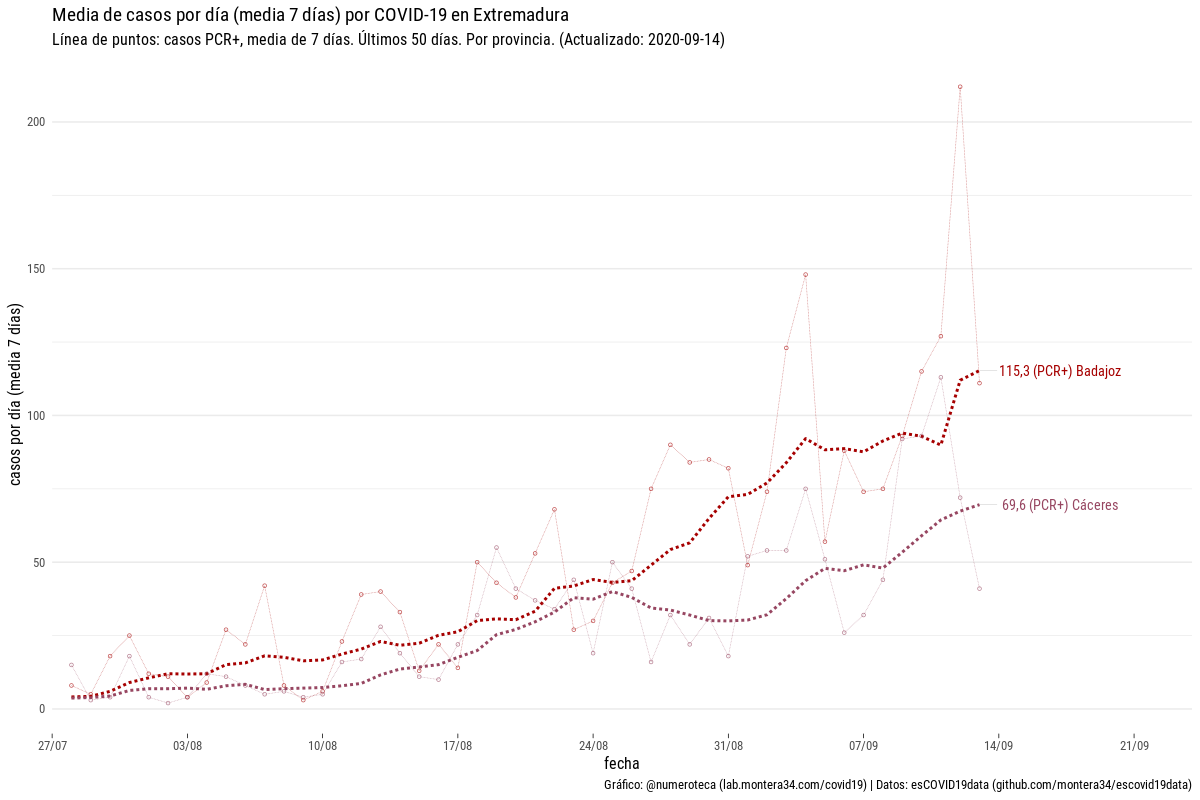 Media de casos por día (media 7 días) por COVID-19 en Extremadura
Línea de puntos: casos PCR+, media de 7 días. Últimos 50 días. Por provincia. (Actualizado: 2020-09-14)
casos por día (media 7 días)
200
150
100
50
0
115,3 (PCR+) Badajoz
69,6 (PCR+) Cáceres
27/07
03/08
10/08
17/08
24/08
31/08
07/09
14/09
21/09
fecha
Gráfico: @numeroteca (lab.montera34.com/covid19) | Datos: esCOVID19data (github.com/montera34/escovid19data)